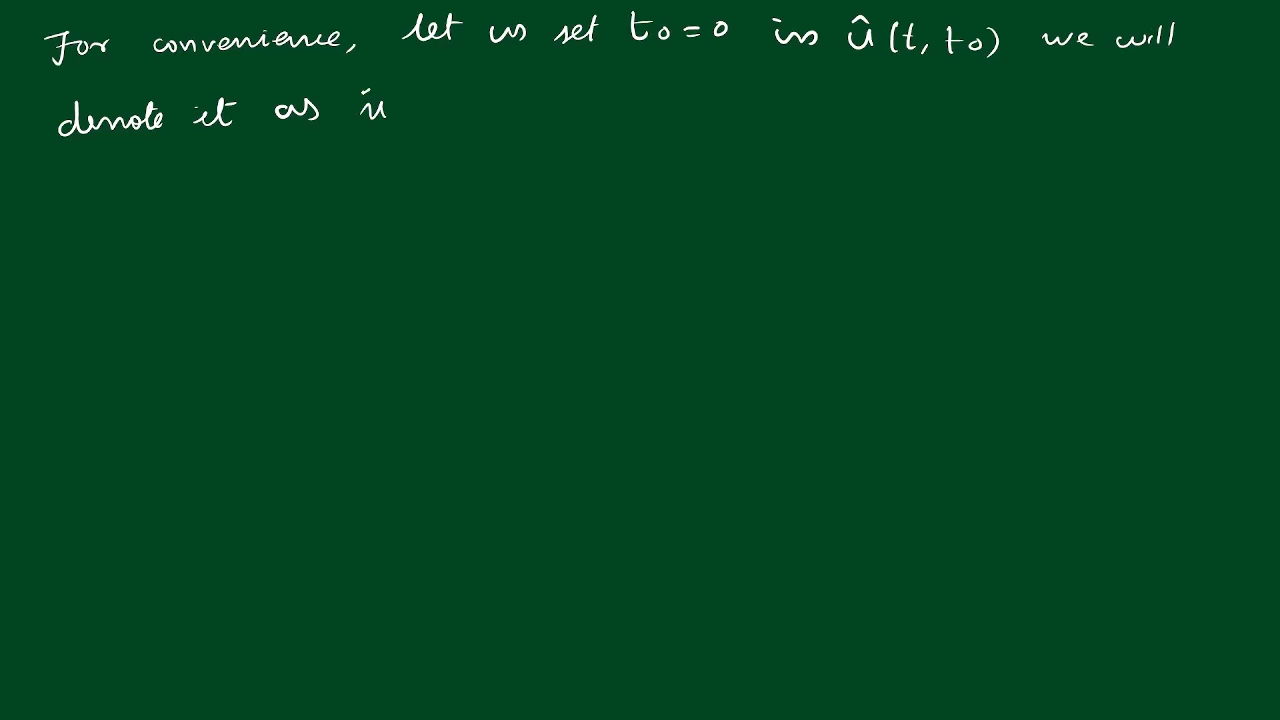 For convenience, let us set t₀ = 0 in û(t, t₀) we will
denote it as û